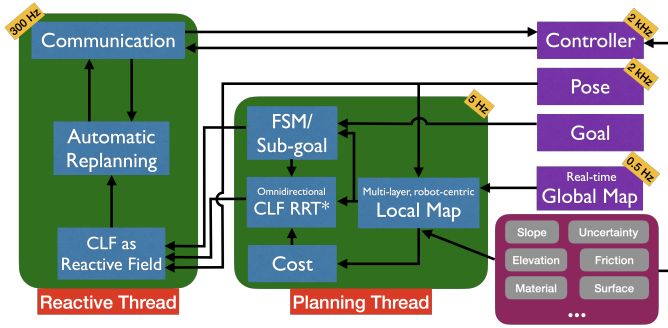 300 Hz
Communication
Automatic
Replanning
CLF as
Reactive Field
Reactive Thread
5 Hz
FSM/
Sub-goal
Omnidirectional
CLF RRT*
Multi-layer, robot-centric
Local Map
Cost
Planning Thread
2 kHz
Controller
2 kHz
Pose
Goal
0.5 Hz
Real-time
Global Map
Slope
Uncertainty
Elevation
Friction
Material
Surface
...